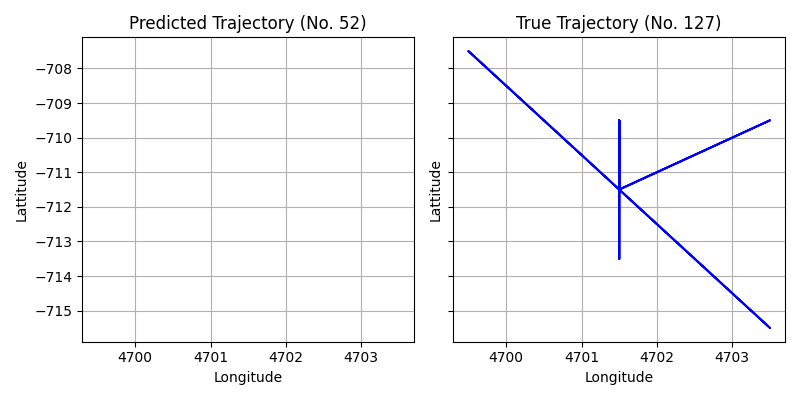 Predicted Trajectory (No. 52)
True Trajectory (No. 127)
−708
−709
−710
−711
−712
−713
−714
−715
Lattitude
Lattitude
4700 4701 4702 4703
4700 4701 4702 4703
Longitude
Longitude